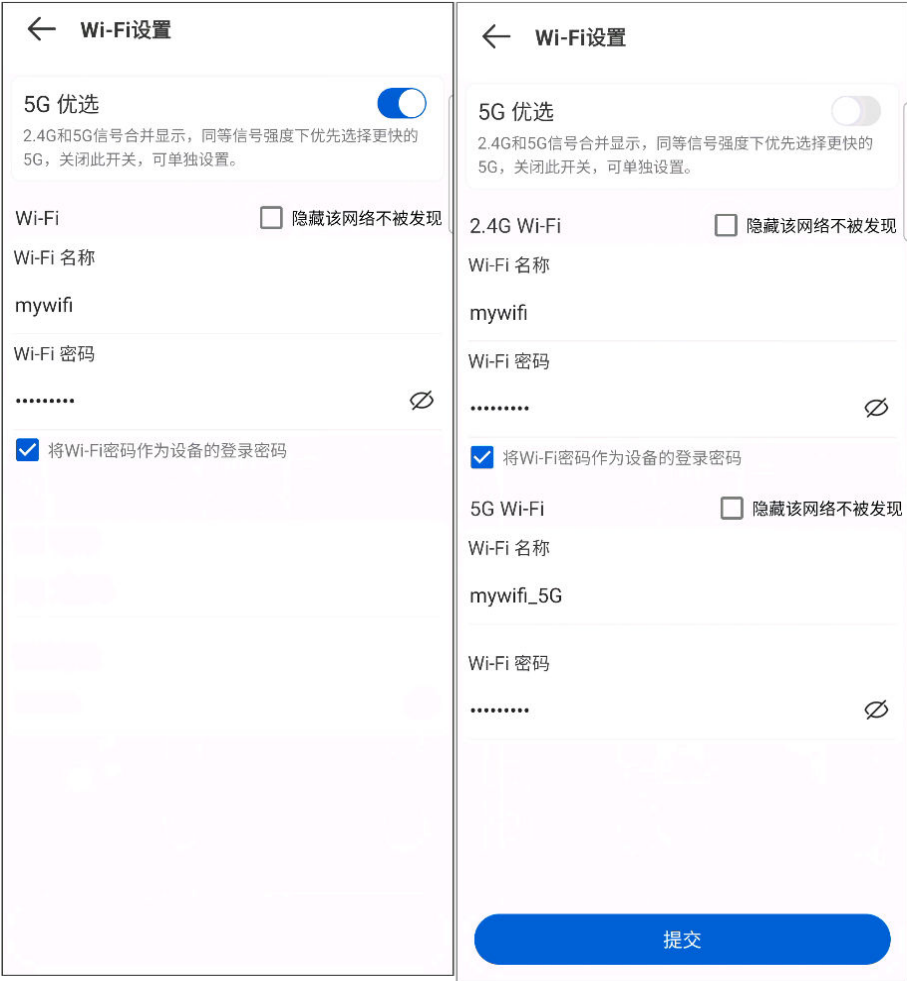 Wi-Fi设置
5G 优选
2.4G和5G信号合并显示，同等信号强度下优先选择更快的
5G，关闭此开关，可单独设置。
Wi-Fi
隐藏该网络不被发现
Wi-Fi 名称
mywifi
Wi-Fi 密码
•••••••••
将Wi-Fi密码作为设备的登录密码
Wi-Fi设置
5G 优选
2.4G和5G信号合并显示，同等信号强度下优先选择更快的
5G，关闭此开关，可单独设置。
2.4G Wi-Fi
隐藏该网络不被发现
Wi-Fi 名称
mywifi
Wi-Fi 密码
•••••••••
将Wi-Fi密码作为设备的登录密码
5G Wi-Fi
隐藏该网络不被发现
Wi-Fi 名称
mywifi_5G
Wi-Fi 密码
•••••••••
提交